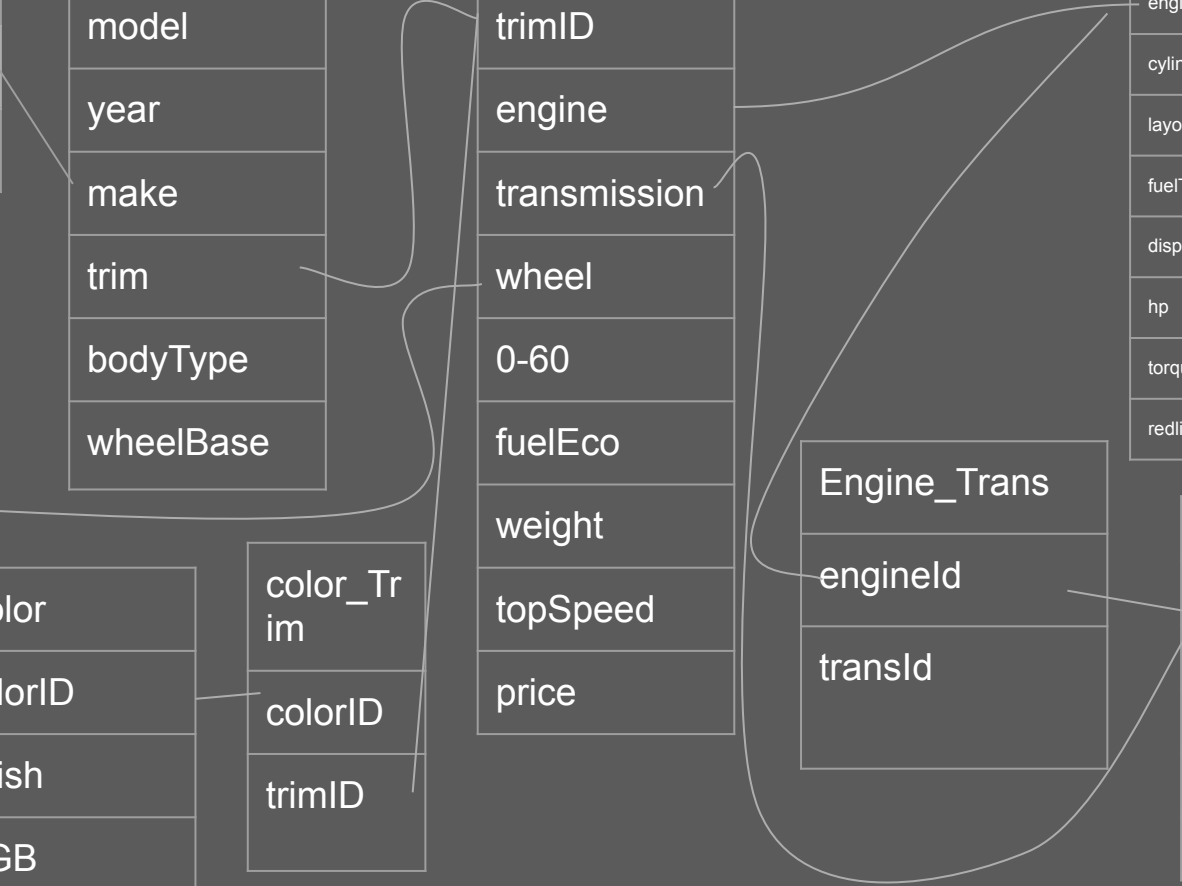 model
year
make
trim
bodyType
wheelBase
trimID
engine
transmission
wheel
0-60
fuelEco
weight
topSpeed
price
hp
Engine_Trans
engineId
transId
color_Tr
im
colorID
trimID